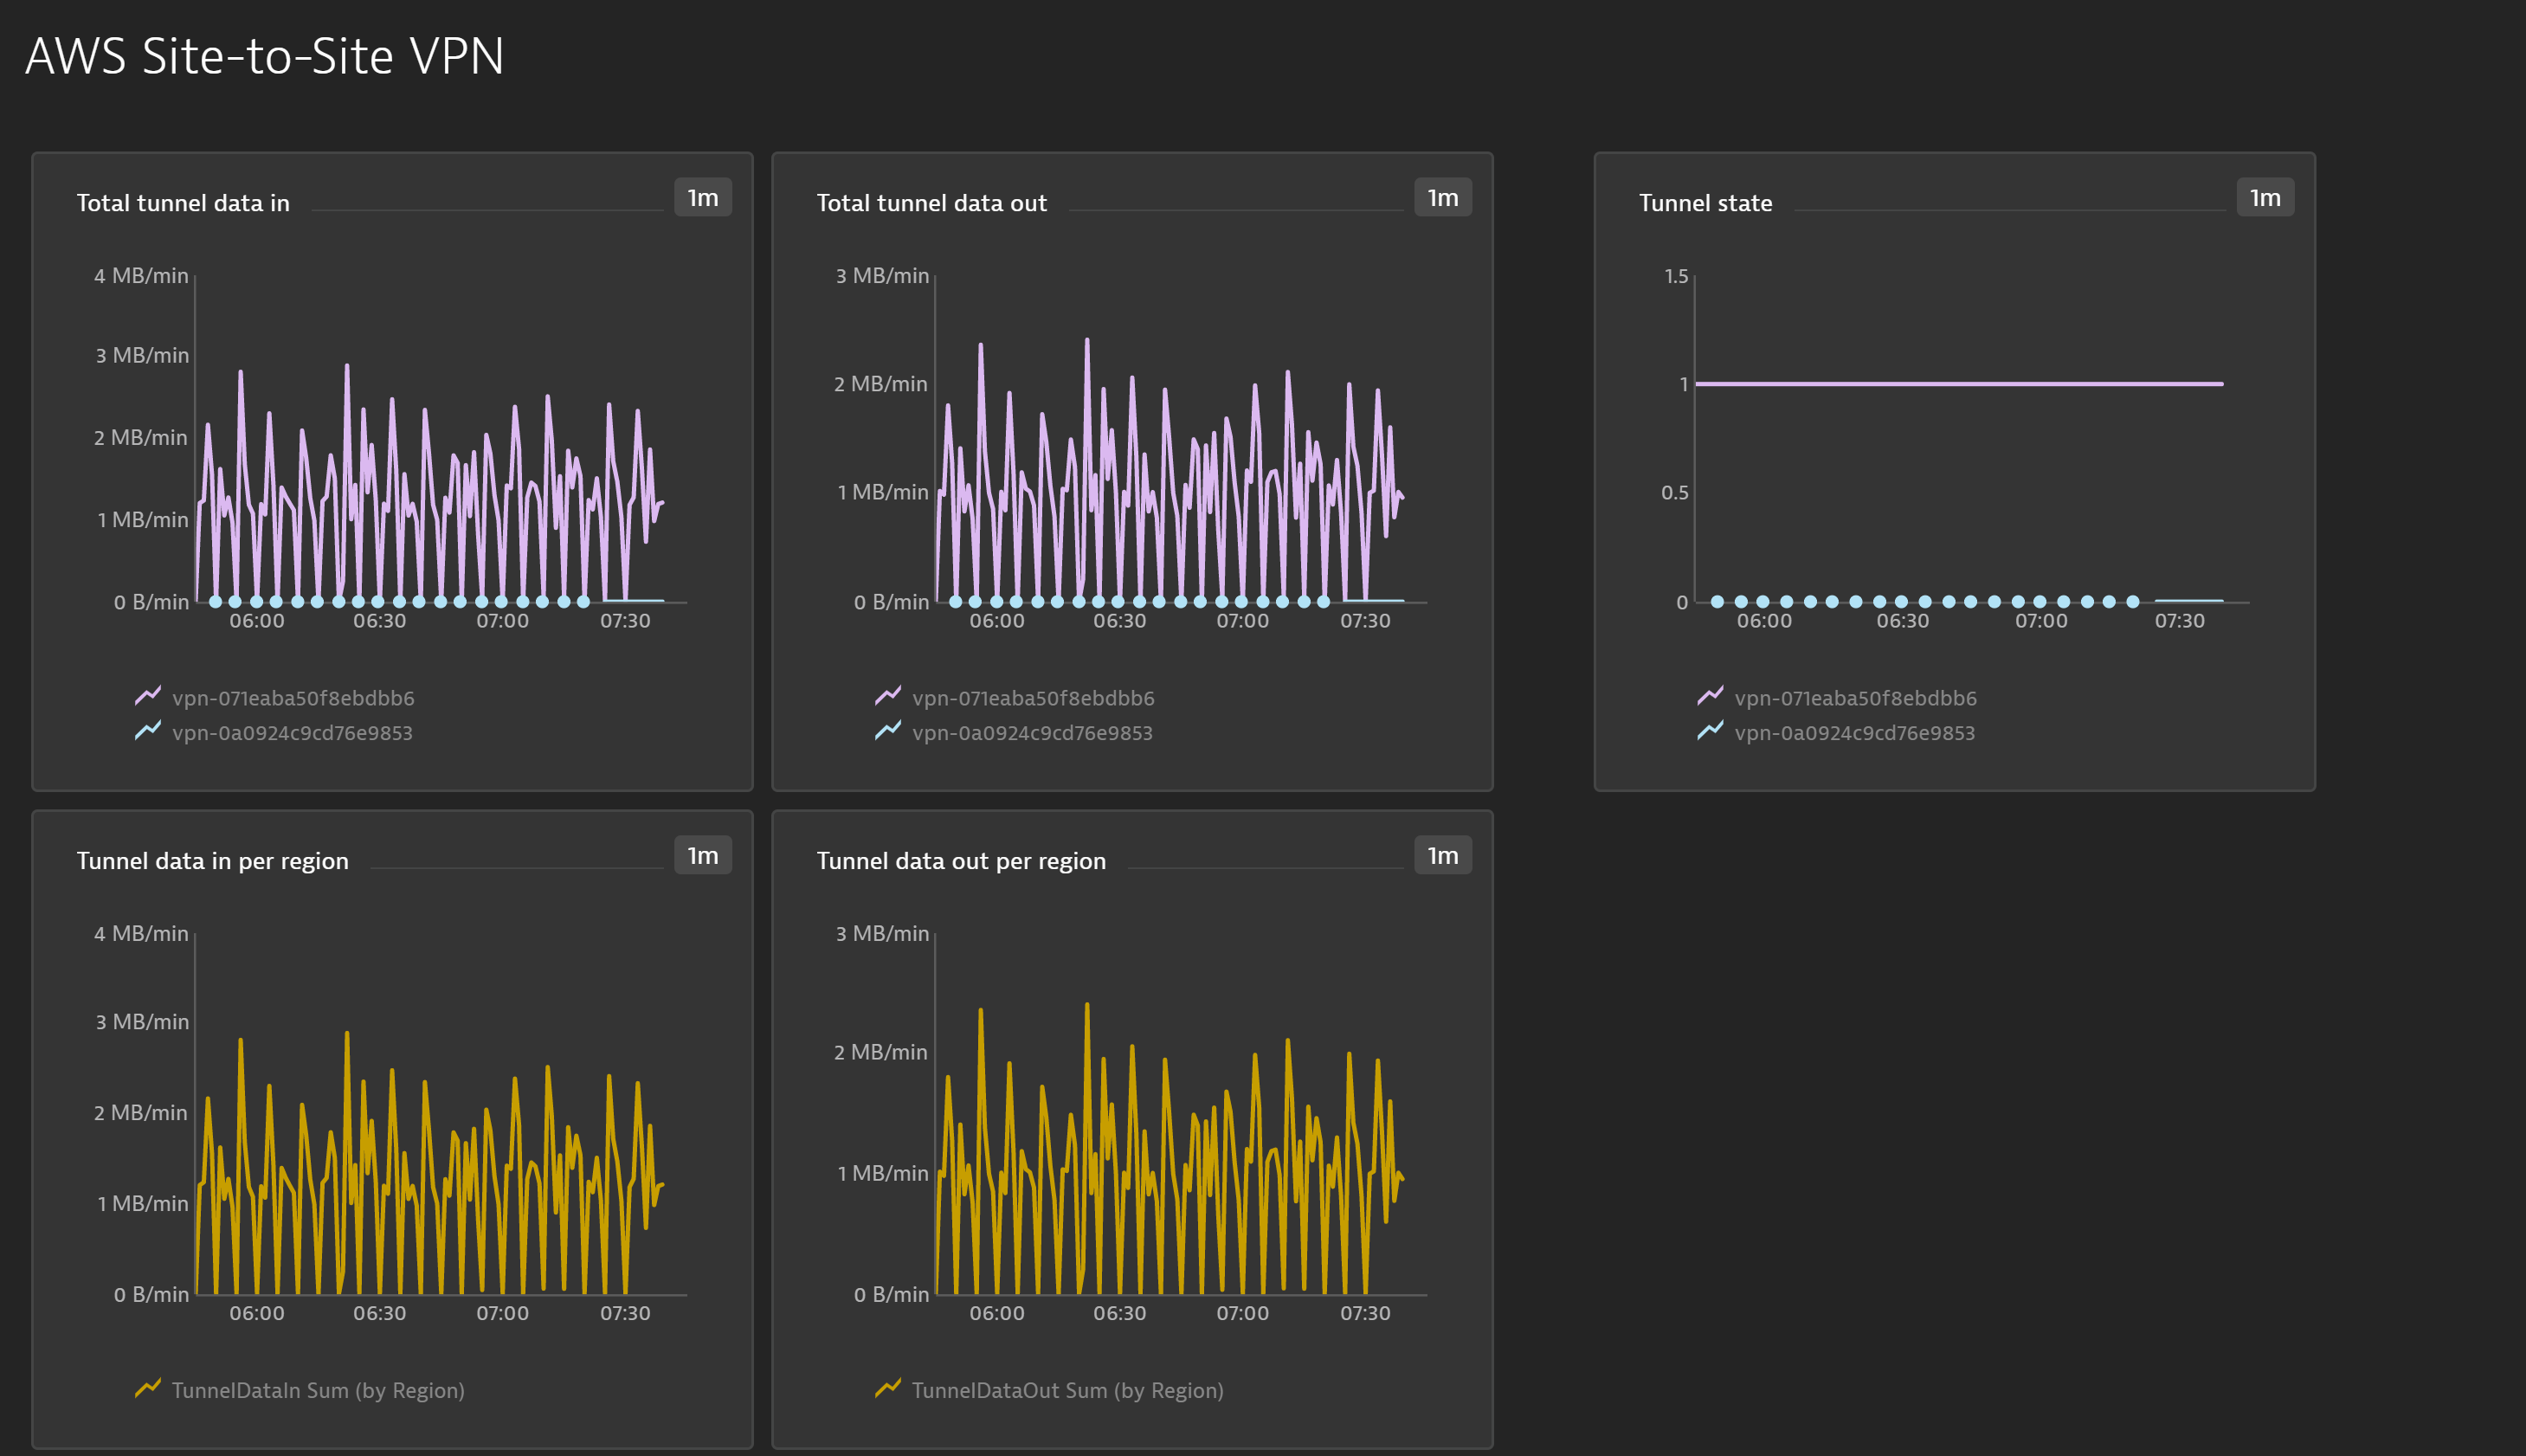 AWS Site-to-Site VPN
Total tunnel data in
1m
4 MB/min
3 MB/min
2 MB/min
1 MB/min
0 B/min
06:00
06:30
07:00
07:30
vpn-071eaba50f8ebdbb6
vpn-0a0924c9cd76e9853
Total tunnel data out
1m
3 MB/min
2 MB/min
1 MB/min
0 B/min
06:00
06:30
07:00
07:30
vpn-071eaba50f8ebdbb6
vpn-0a0924c9cd76e9853
Tunnel state
1m
1.5
1
0.5
0
06:00
06:30
07:00
07:30
vpn-071eaba50f8ebdbb6
vpn-0a0924c9cd76e9853
Tunnel data in per region
1m
4 MB/min
3 MB/min
2 MB/min
1 MB/min
0 B/min
06:00
06:30
07:00
07:30
TunnelDataIn Sum (by Region)
Tunnel data out per region
1m
3 MB/min
2 MB/min
1 MB/min
0 B/min
06:00
06:30
07:00
07:30
TunnelDataOut Sum (by Region)